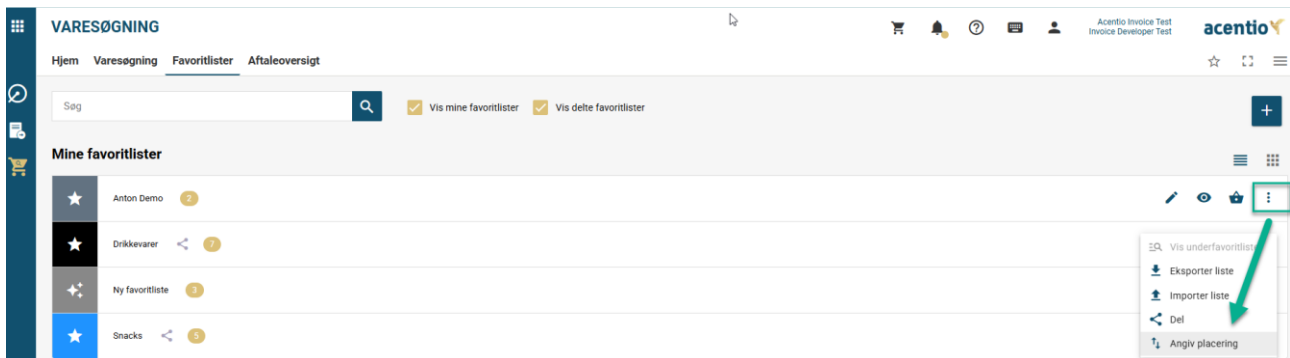 VARESØGNING
Acentio Invoice Test
Invoice Developer Test
acentio
Hjem Varesøgning Favoritlister Aftaleoversigt
Søg
Vis mine favoritlister
Vis delte favoritlister
+
Mine favoritlister
Anton Demo 2
Drikkevarer 7
Ny favoritliste 3
Snacks 5
Vis underfavoritliste
Eksporter liste
Importer liste
Del
Angiv placering